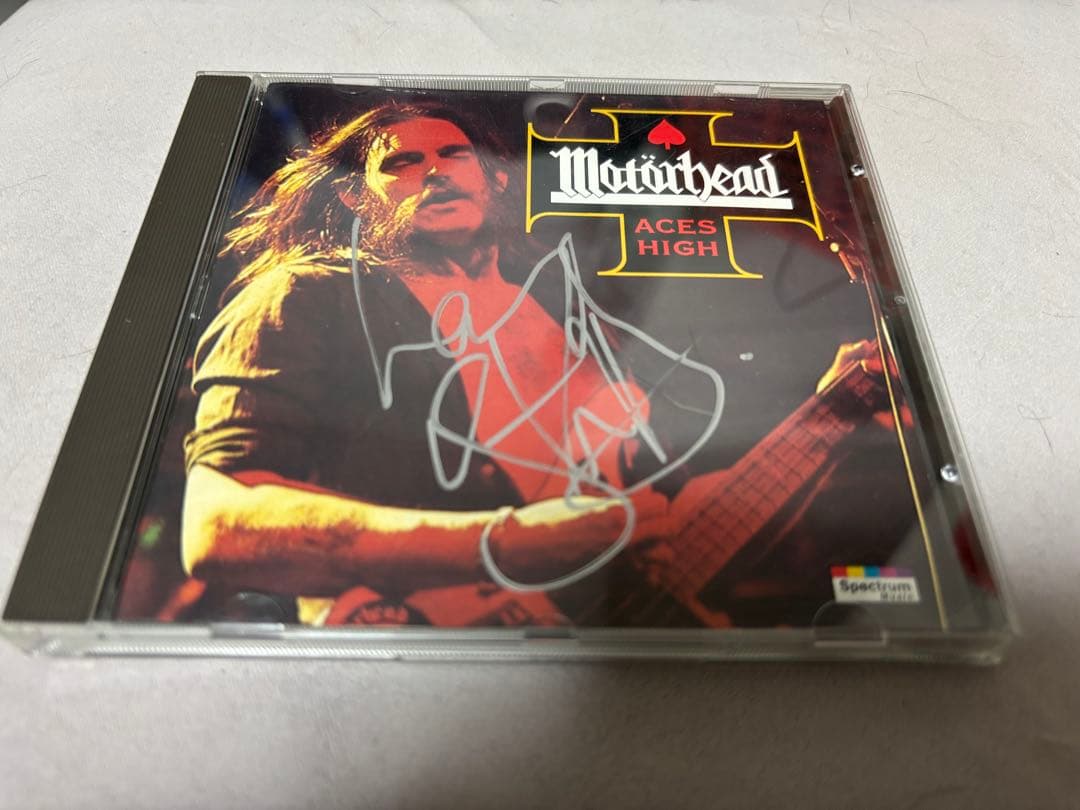 Motörhead
ACES
HIGH
Spectrum
Music